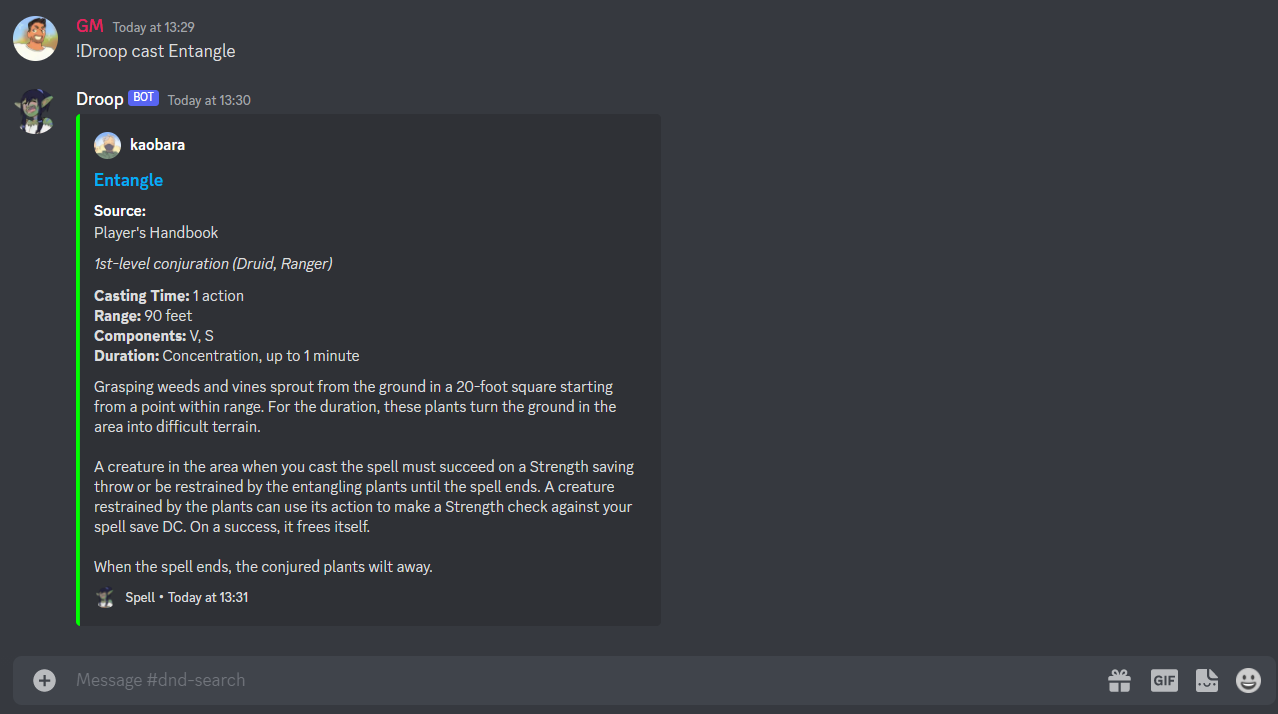 GM Today at 13:29
!Droop cast Entangle
Droop BOT Today at 13:30
kaobara
Entangle
Source:
Player's Handbook
1st-level conjuration (Druid, Ranger)
Casting Time: 1 action
Range: 90 feet
Components: V, S
Duration: Concentration, up to 1 minute
Grasping weeds and vines sprout from the ground in a 20-foot square starting
from a point within range. For the duration, these plants turn the ground in the
area into difficult terrain.
A creature in the area when you cast the spell must succeed on a Strength saving
throw or be restrained by the entangling plants until the spell ends. A creature
restrained by the plants can use its action to make a Strength check against your
spell save DC. On a success, it frees itself.
When the spell ends, the conjured plants wilt away.
Spell • Today at 13:31
Message #dnd-search
GIF